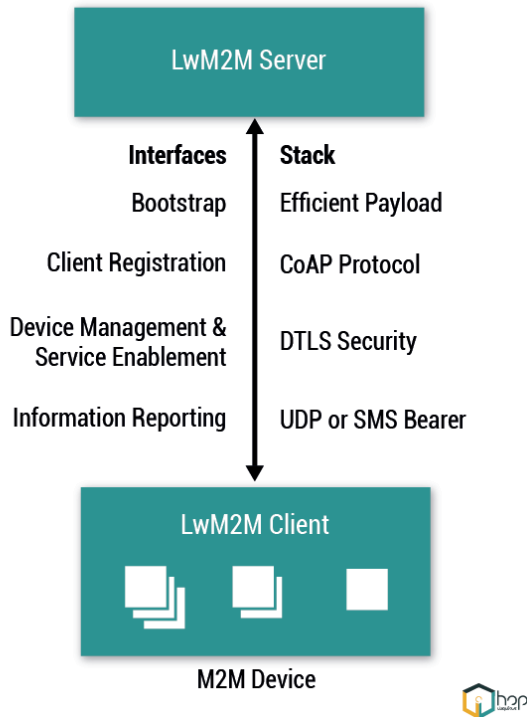 LwM2M Server
Interfaces
Stack
Bootstrap
Efficient Payload
Client Registration
CoAP Protocol
Device Management &
Service Enablement
DTLS Security
Information Reporting
UDP or SMS Bearer
LwM2M Client
M2M Device
hop